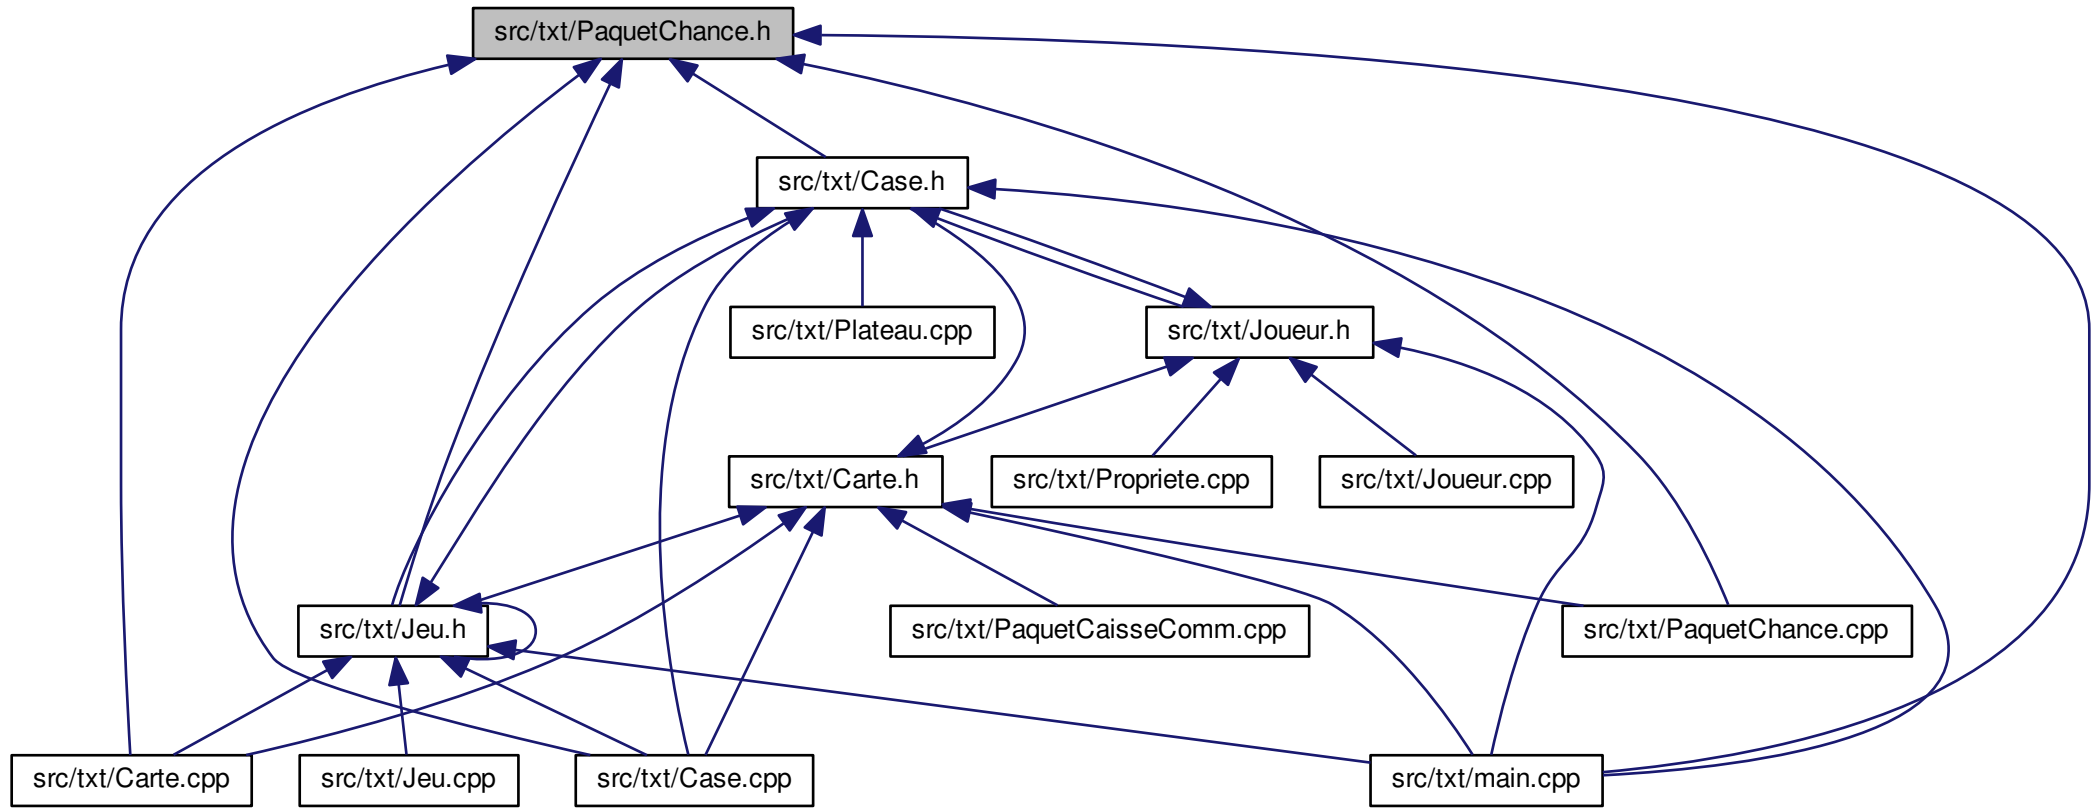 src/txt/PaquetChance.h
src/txt/Case.h
src/txt/Plateau.cpp
src/txt/Joueur.h
src/txt/Carte.h
src/txt/Propriete.cpp
src/txt/Joueur.cpp
src/txt/Jeu.h
src/txt/PaquetCaisseComm.cpp
src/txt/PaquetChance.cpp
src/txt/Carte.cpp
src/txt/Jeu.cpp
src/txt/Case.cpp
src/txt/main.cpp